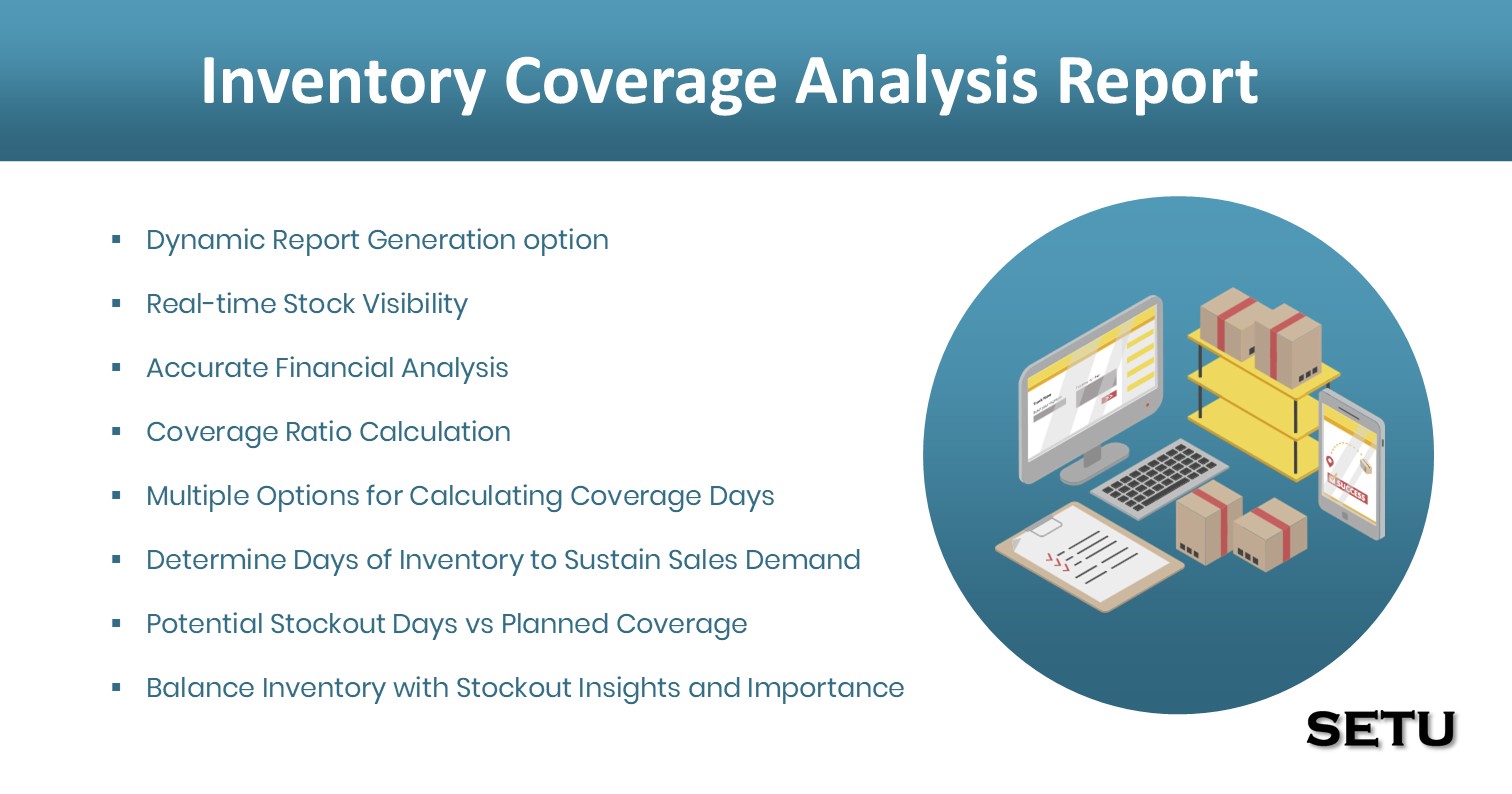 Inventory Coverage Analysis Report
▪ Dynamic Report Generation option
▪ Real-time Stock Visibility
▪ Accurate Financial Analysis
▪ Coverage Ratio Calculation
▪ Multiple Options for Calculating Coverage Days
▪ Determine Days of Inventory to Sustain Sales Demand
▪ Potential Stockout Days vs Planned Coverage
▪ Balance Inventory with Stockout Insights and Importance
SUCCESS
SETU